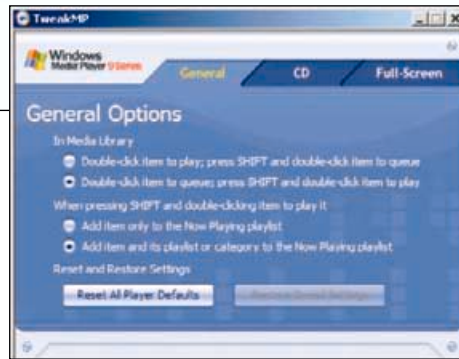 TweakMP
Windows
Media Player 9 Series
General
CD
Full-Screen
General Options
In Media Library
Double-click item to play; press SHIFT and double-click item to queue
Double-click item to queue; press SHIFT and double-click item to play
When pressing SHIFT and double-clicking item to play it
Add item only to the Now Playing playlist
Add item and its playlist or category to the Now Playing playlist
Reset and Restore Settings
Reset All Player Defaults
Restore Saved Settings